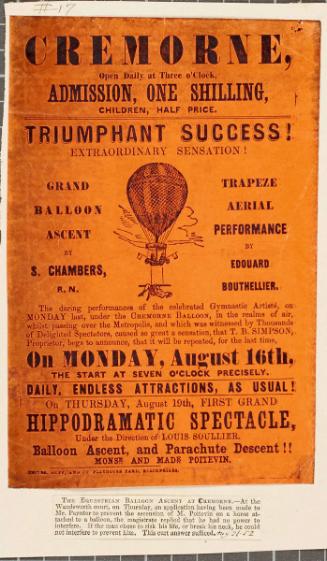 #17
CREMORNE,
Open Daily at Three o'Clock.
ADMISSION, ONE SHILLING,
CHILDREN, HALF PRICE.
TRIUMPHANT SUCCESS!
EXTRAORDINARY SENSATION!
GRAND
BALLOON
ASCENT
BY
S. CHAMBERS,
R. N.
TRAPEZE
AERIAL
PERFORMANCE
BY
EDOUARD
BOUTHELLIER.
The daring performances of the celebrated Gymnastic Artiste, on
MONDAY last, under the CREMORNE BALLOON, in the realms of air,
whilst passing over the Metropolis, and which was witnessed by Thousands
of Delighted Spectators, caused so great a sensation, that T. B. SIMPSON,
Proprietor, begs to announce, that it will be repeated, for the last time,
On MONDAY, August 16th,
THE START AT SEVEN O'CLOCK PRECISELY.
DAILY, ENDLESS ATTRACTIONS, AS USUAL!
On THURSDAY, August 19th, FIRST GRAND
HIPPODRAMATIC SPECTACLE,
Under the Direction of LOUIS SOULLIER.
Balloon Ascent, and Parachute Descent!!
MONSR AND MADE POITEVIN.
PLAYHOUSE YARD, BLACKFRIARS.
THE EQUESTRIAN BALLOON ASCENT AT CREMORNE.—At the
Wandsworth court, on Thursday, an application having been made to
Mr. Paynter to prevent the ascension of M. Poitevin on a horse at-
tached to a balloon, the magistrate replied that he had no power to
interfere. If the man chose to risk his life, or break his neck, he could
not interfere to prevent him. This curt answer sufficed.